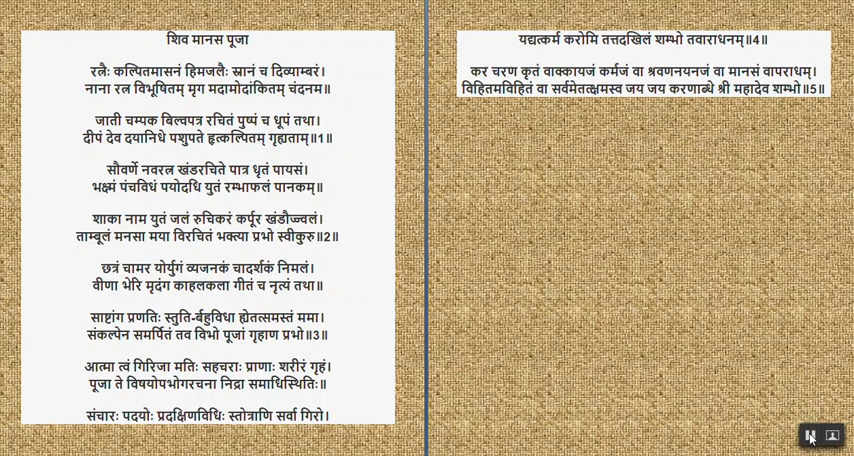 शिव मानस पूजा
रत्नैः कल्पितमासनं हिमजलैः स्नानं च दिव्याम्बरं।
नाना रत्न विभूषितम् मृग मदामोदांकितम् चंदनम॥
जाती चम्पक बिल्वपत्र रचितं पुष्पं च धूपं तथा।
दीपं देव दयानिधे पशुपते हृत्कल्पितम् गृह्यताम्॥1॥
सौवर्णे नवरत्न खंडरचिते पात्र धृतं पायसं।
भक्ष्मं पंचविधं पयोदधि युतं रम्भाफलं पानकम्॥
शाका नाम युतं जलं रुचिकरं कर्पूर खंडौज्ज्वलं।
ताम्बूलं मनसा मया विरचितं भक्त्या प्रभो स्वीकुरु॥2॥
छत्रं चामर योर्युगं व्यजनकं चादर्शकं निमलं।
वीणा भेरि मृदंग काहलकला गीतं च नृत्यं तथा॥
साष्टांग प्रणतिः स्तुति-र्बहुविधा ह्येतत्समस्तं ममा।
संकल्पेन समर्पितं तव विभो पूजां गृहाण प्रभो॥3॥
आत्मा त्वं गिरिजा मतिः सहचराः प्राणाः शरीरं गृहं।
पूजा ते विषयोपभोगरचना निद्रा समाधिस्थितिः॥
संचारः पदयोः प्रदक्षिणविधिः स्तोत्राणि सर्वा गिरो।
यद्यत्कर्म करोमि तत्तदखिलं शम्भो तवाराधनम्॥4॥
कर चरण कृतं वाक्कायजं कर्मजं वा श्रवणनयनजं वा मानसं वापराधम्।
विहितमविहितं वा सर्वमेतत्क्षमस्व जय जय करणाब्धे श्री महादेव शम्भो॥5॥